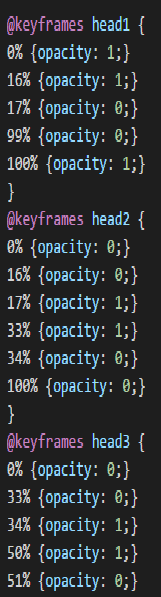 @keyframes head1 {
0% {opacity: 1;}
16% {opacity: 1;}
17% {opacity: 0;}
99% {opacity: 0;}
100% {opacity: 1;}
}
@keyframes head2 {
0% {opacity: 0;}
16% {opacity: 0;}
17% {opacity: 1;}
33% {opacity: 1;}
34% {opacity: 0;}
100% {opacity: 0;}
}
@keyframes head3 {
0% {opacity: 0;}
33% {opacity: 0;}
34% {opacity: 1;}
50% {opacity: 1;}
51% {opacity: 0;}